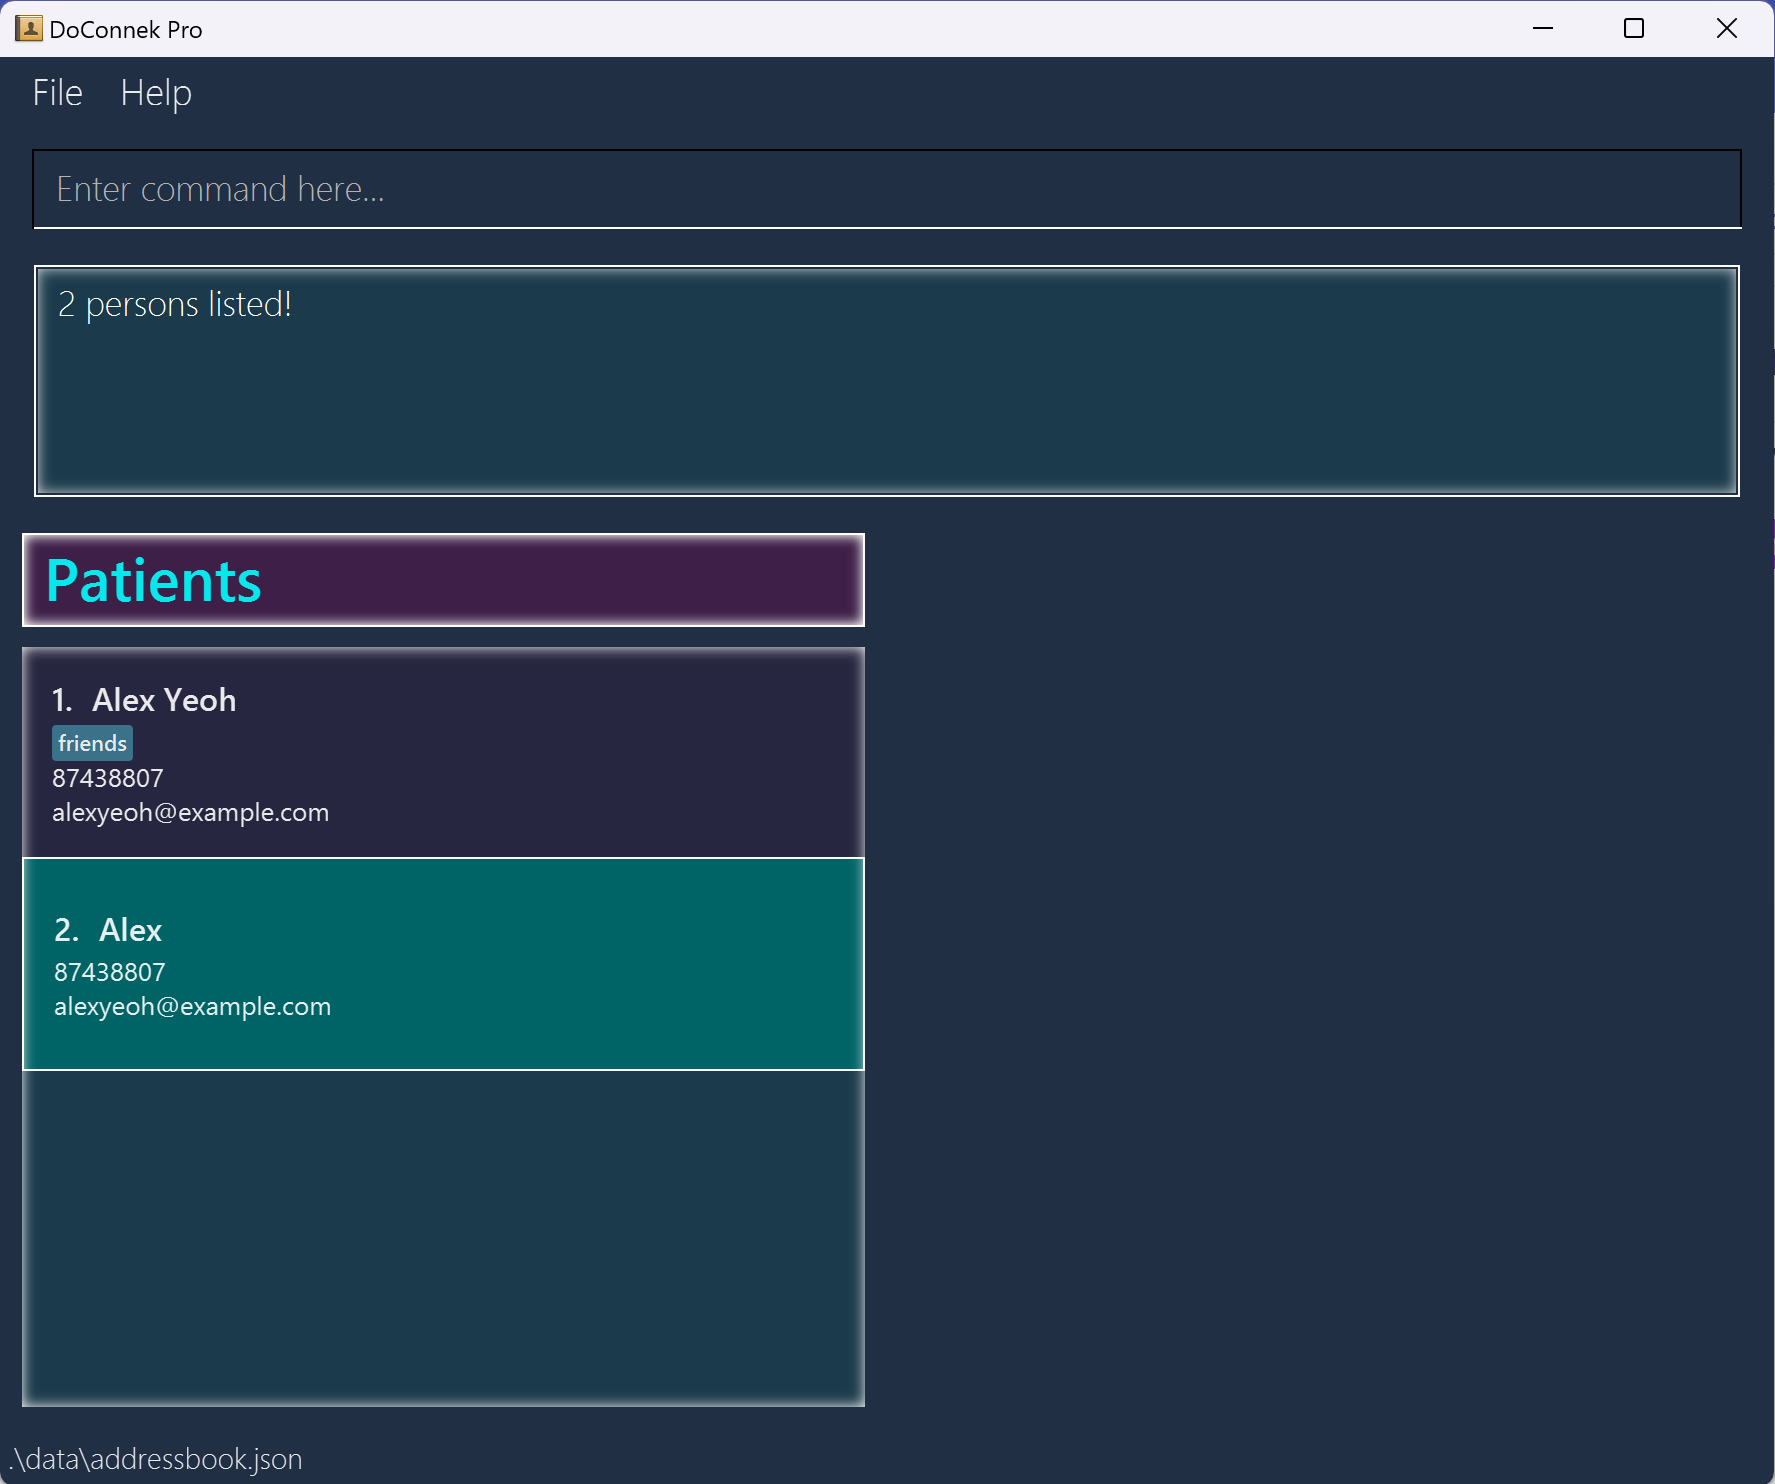 DoConnek Pro
File Help
Enter command here...
2 persons listed!
Patients
1. Alex Yeoh
friends
87438807
alexyeoh@example.com
2. Alex
87438807
alexyeoh@example.com
.\data\addressbook.json